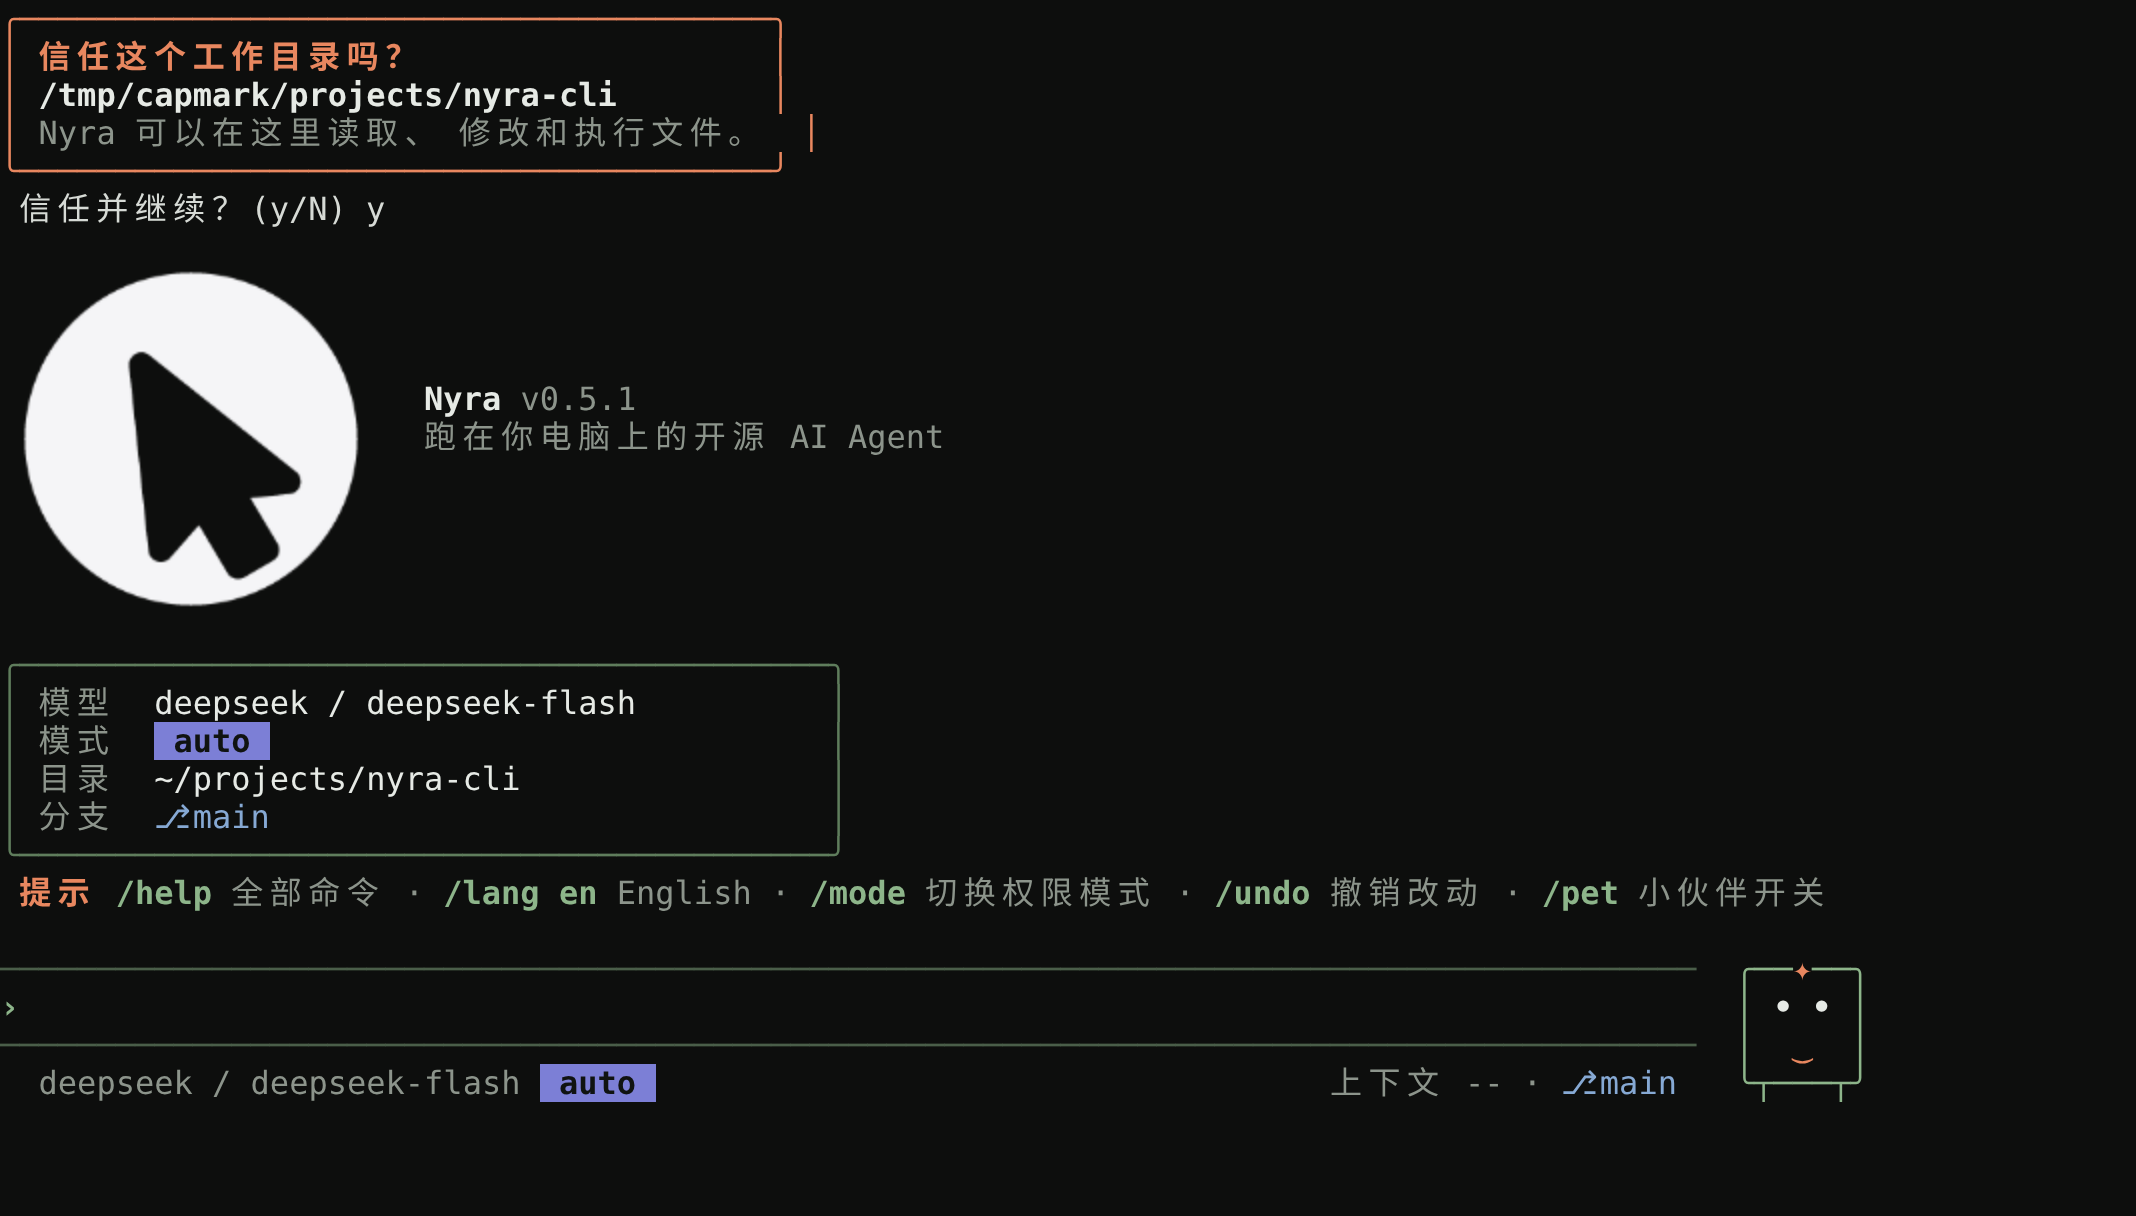 信任这个工作目录吗？
/tmp/capmark/projects/nyra-cli
Nyra 可以在这里读取、 修改和执行文件。
信任并继续？(y/N) y
Nyra v0.5.1
跑在你电脑上的开源 AI Agent
模型 deepseek / deepseek-flash
模式 auto
目录 ~/projects/nyra-cli
分支 ⎇main
提示 /help 全部命令 · /lang en English · /mode 切换权限模式 · /undo 撤销改动 · /pet 小伙伴开关
›
deepseek / deepseek-flash auto 上下文 -- · ⎇main